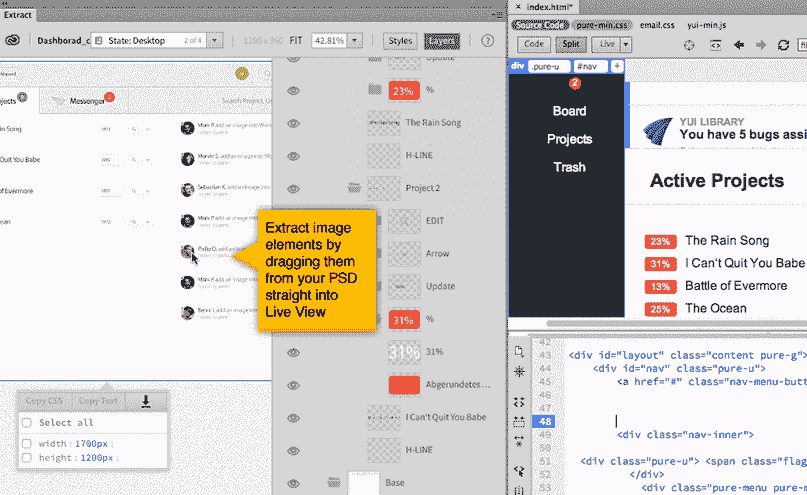 Extract
Dashborad_c
State: Desktop
2 of 4
1280 x 960
FIT
42.81%
Styles
Layers
?
Messenger
2
Search Project, Us
ain Song
Quit You Babe
of Evermore
ean
Extract image
elements by
dragging them
from your PSD
straight into
Live View
Copy CSS
Copy Text
Select all
width : 1700px ;
height : 1200px ;
Update
23%
%
The Rain Song
H-LINE
Project 2
EDIT
Arrow
Update
31%
%
31%
31%
Abgerundetes ...
I Can't Quit You Babe
H-LINE
Base
× index.html*
Source Code
pure-min.css
email.css
yui-min.js
Code
Split
Live
div
.pure-u
#nav
+
2
Board
Projects
Trash
YUI LIBRARY
You have 5 bugs assi
Active Projects
23% The Rain Song
31% I Can't Quit You Babe
13% Battle of Evermore
25% The Ocean
42
43 <div id="layout" class="content pure-g">
44 <div id="nav" class="pure-u">
45 <a href="#" class="nav-menu-butt
46
47
48
49 <div class="nav-inner">
50
51 <div class="pure-u"> <span class="flag
52 </div>
53 <div class="pure-menu pure-m